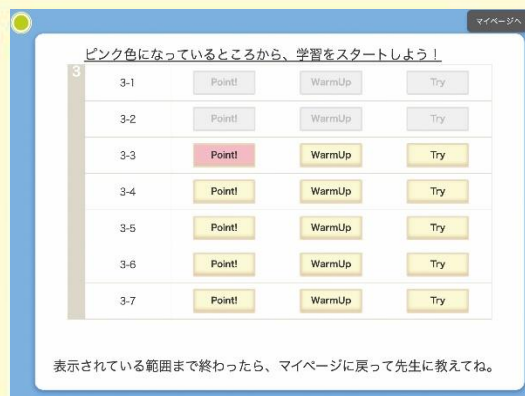 マイページへ
ピンク色になっているところから、学習をスタートしよう！
3
3-1 Point! WarmUp Try
3-2 Point! WarmUp Try
3-3 Point! WarmUp Try
3-4 Point! WarmUp Try
3-5 Point! WarmUp Try
3-6 Point! WarmUp Try
3-7 Point! WarmUp Try
表示されている範囲まで終わったら、マイページに戻って先生に教えてね。